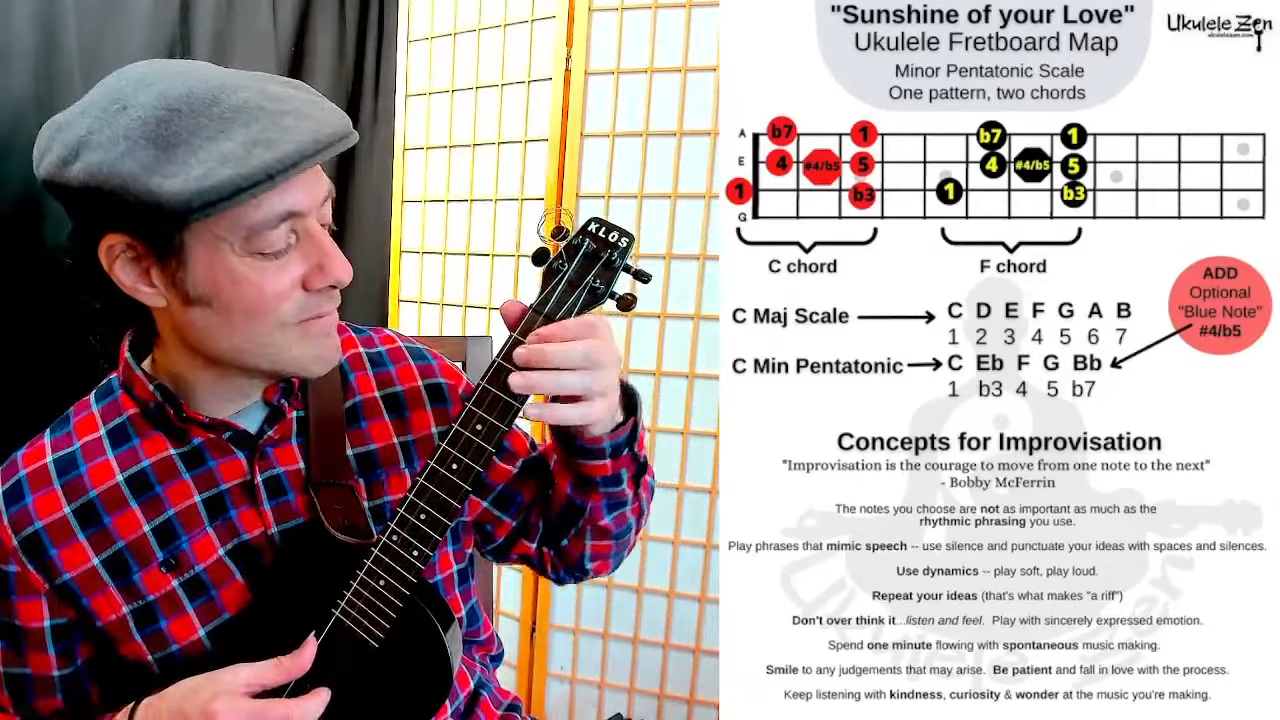 "Sunshine of your Love"
Ukulele Fretboard Map
Minor Pentatonic Scale
One pattern, two chords
Ukulele Zen
ukulelezen.com
KLŌS
A b7 1 b7 1
E 4 #4/b5 5 4 #4/b5 5
1 b3 1 b3
G
C chord F chord
ADD
Optional
"Blue Note"
#4/b5
C Maj Scale C D E F G A B
1 2 3 4 5 6 7
C Min Pentatonic C Eb F G Bb
1 b3 4 5 b7
Concepts for Improvisation
"Improvisation is the courage to move from one note to the next"
- Bobby McFerrin
The notes you choose are not as important as much as the
rhythmic phrasing you use.
Play phrases that mimic speech -- use silence and punctuate your ideas with spaces and silences.
Use dynamics -- play soft, play loud.
Repeat your ideas (that's what makes "a riff")
Don't over think it...listen and feel. Play with sincerely expressed emotion.
Spend one minute flowing with spontaneous music making.
Smile to any judgements that may arise. Be patient and fall in love with the process.
Keep listening with kindness, curiosity & wonder at the music you're making.